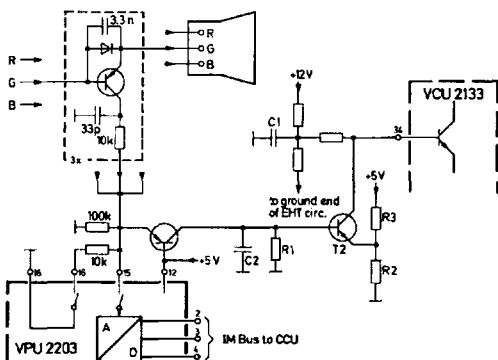 3.3n
R
G
B
R
G
B
33p
10k
3x
+12V
C1
VCU 2133
34
to ground end
of EHT circ.
+5V
R3
T2
R2
100k
10k
+5V
C2
R1
16
16
15
12
VPU 2203
A
D
2
3
4
IM Bus to CCU